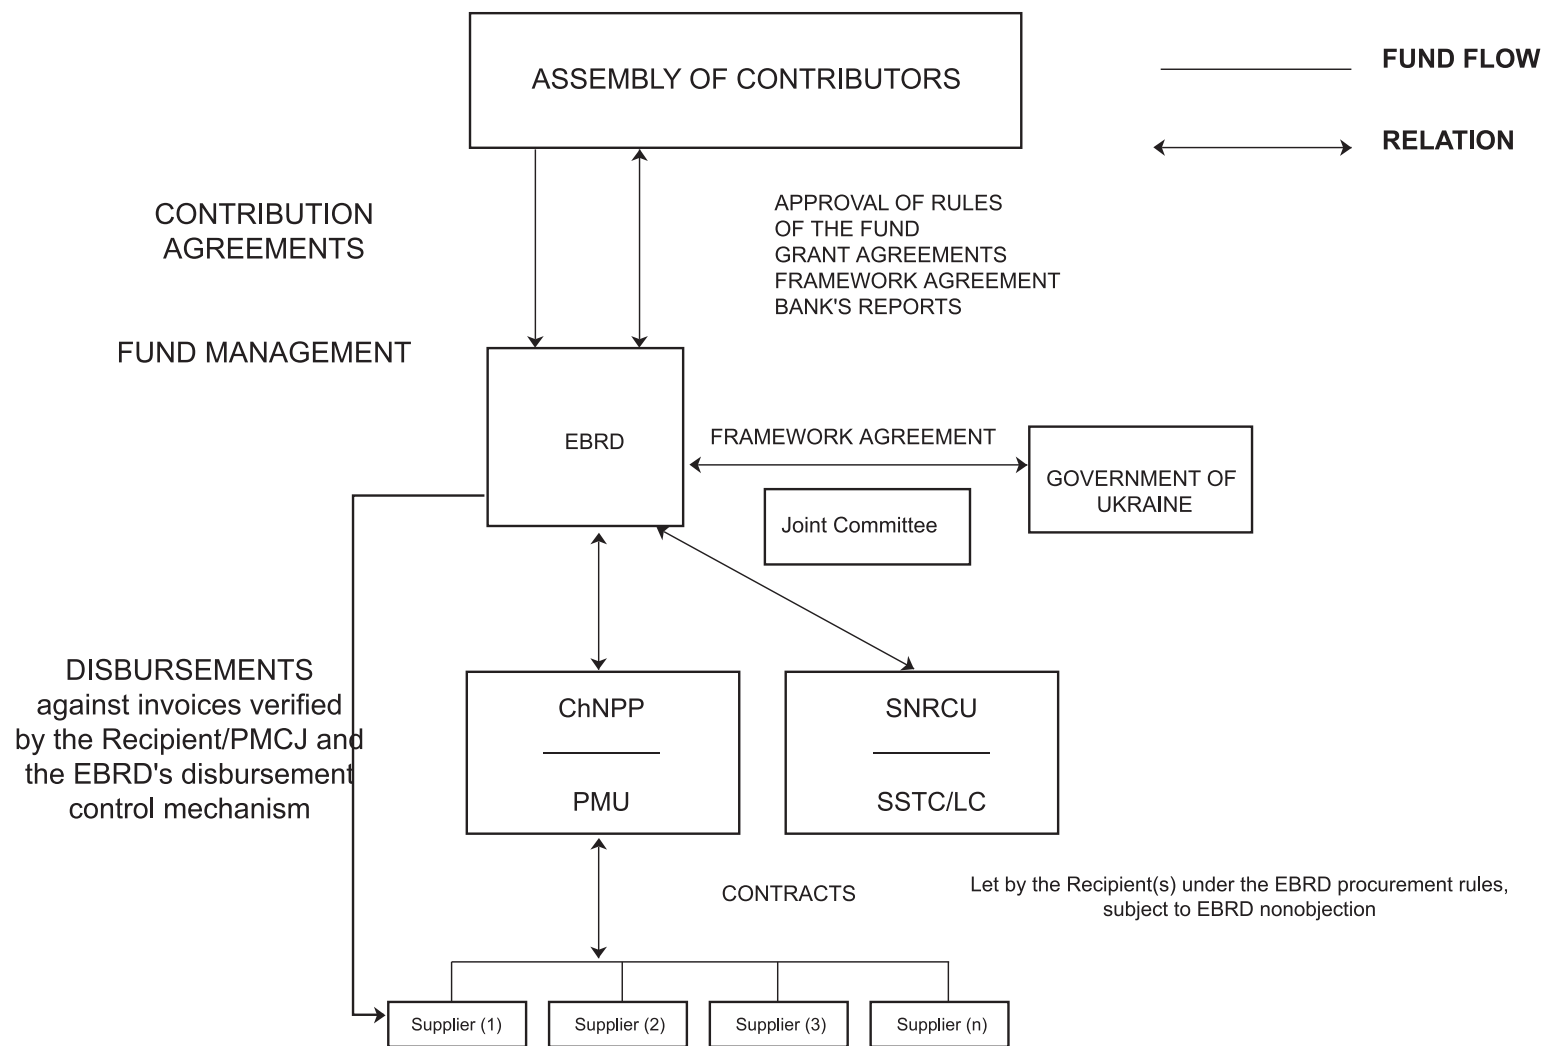 ASSEMBLY OF CONTRIBUTORS
FUND FLOW
RELATION
CONTRIBUTION
AGREEMENTS
APPROVAL OF RULES
OF THE FUND
GRANT AGREEMENTS
FRAMEWORK AGREEMENT
BANK'S REPORTS
FUND MANAGEMENT
EBRD
FRAMEWORK AGREEMENT
GOVERNMENT OF
UKRAINE
Joint Committee
DISBURSEMENTS
against invoices verified
by the Recipient/PMCJ and
the EBRD's disbursement
control mechanism
ChNPP
PMU
SNRCU
SSTC/LC
CONTRACTS
Let by the Recipient(s) under the EBRD procurement rules,
subject to EBRD nonobjection
Supplier (1)
Supplier (2)
Supplier (3)
Supplier (n)